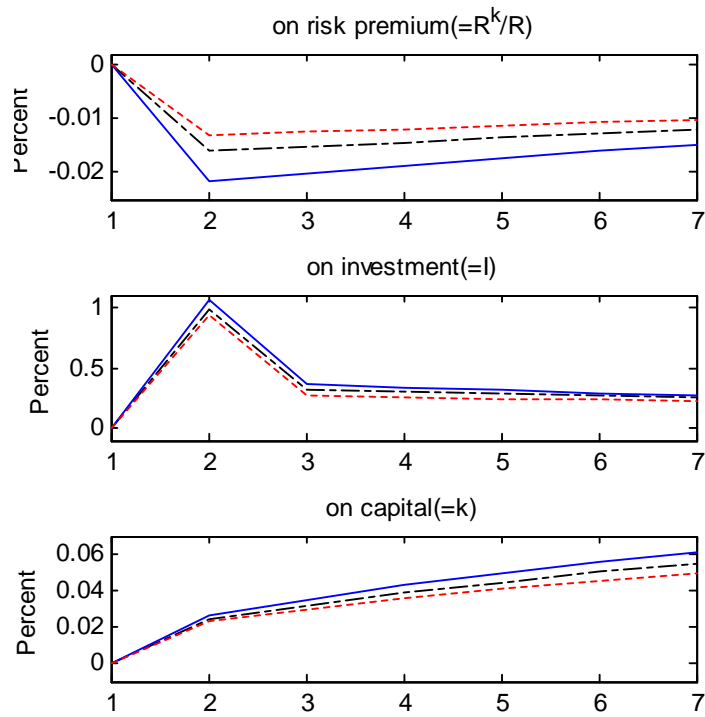 on risk premium(=R^k/R)
0
-0.01
-0.02
Percent
1 2 3 4 5 6 7
on investment(=I)
1
0.5
0
Percent
1 2 3 4 5 6 7
on capital(=k)
0.06
0.04
0.02
0
Percent
1 2 3 4 5 6 7